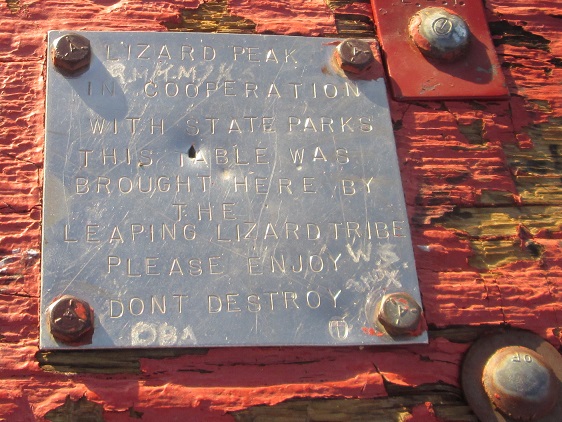 LIZARD PEAK
IN COOPERATION
WITH STATE PARKS
THIS TABLE WAS
BROUGHT HERE BY
THE
LEAPING LIZARD TRIBE
PLEASE ENJOY
DONT DESTROY
DBA